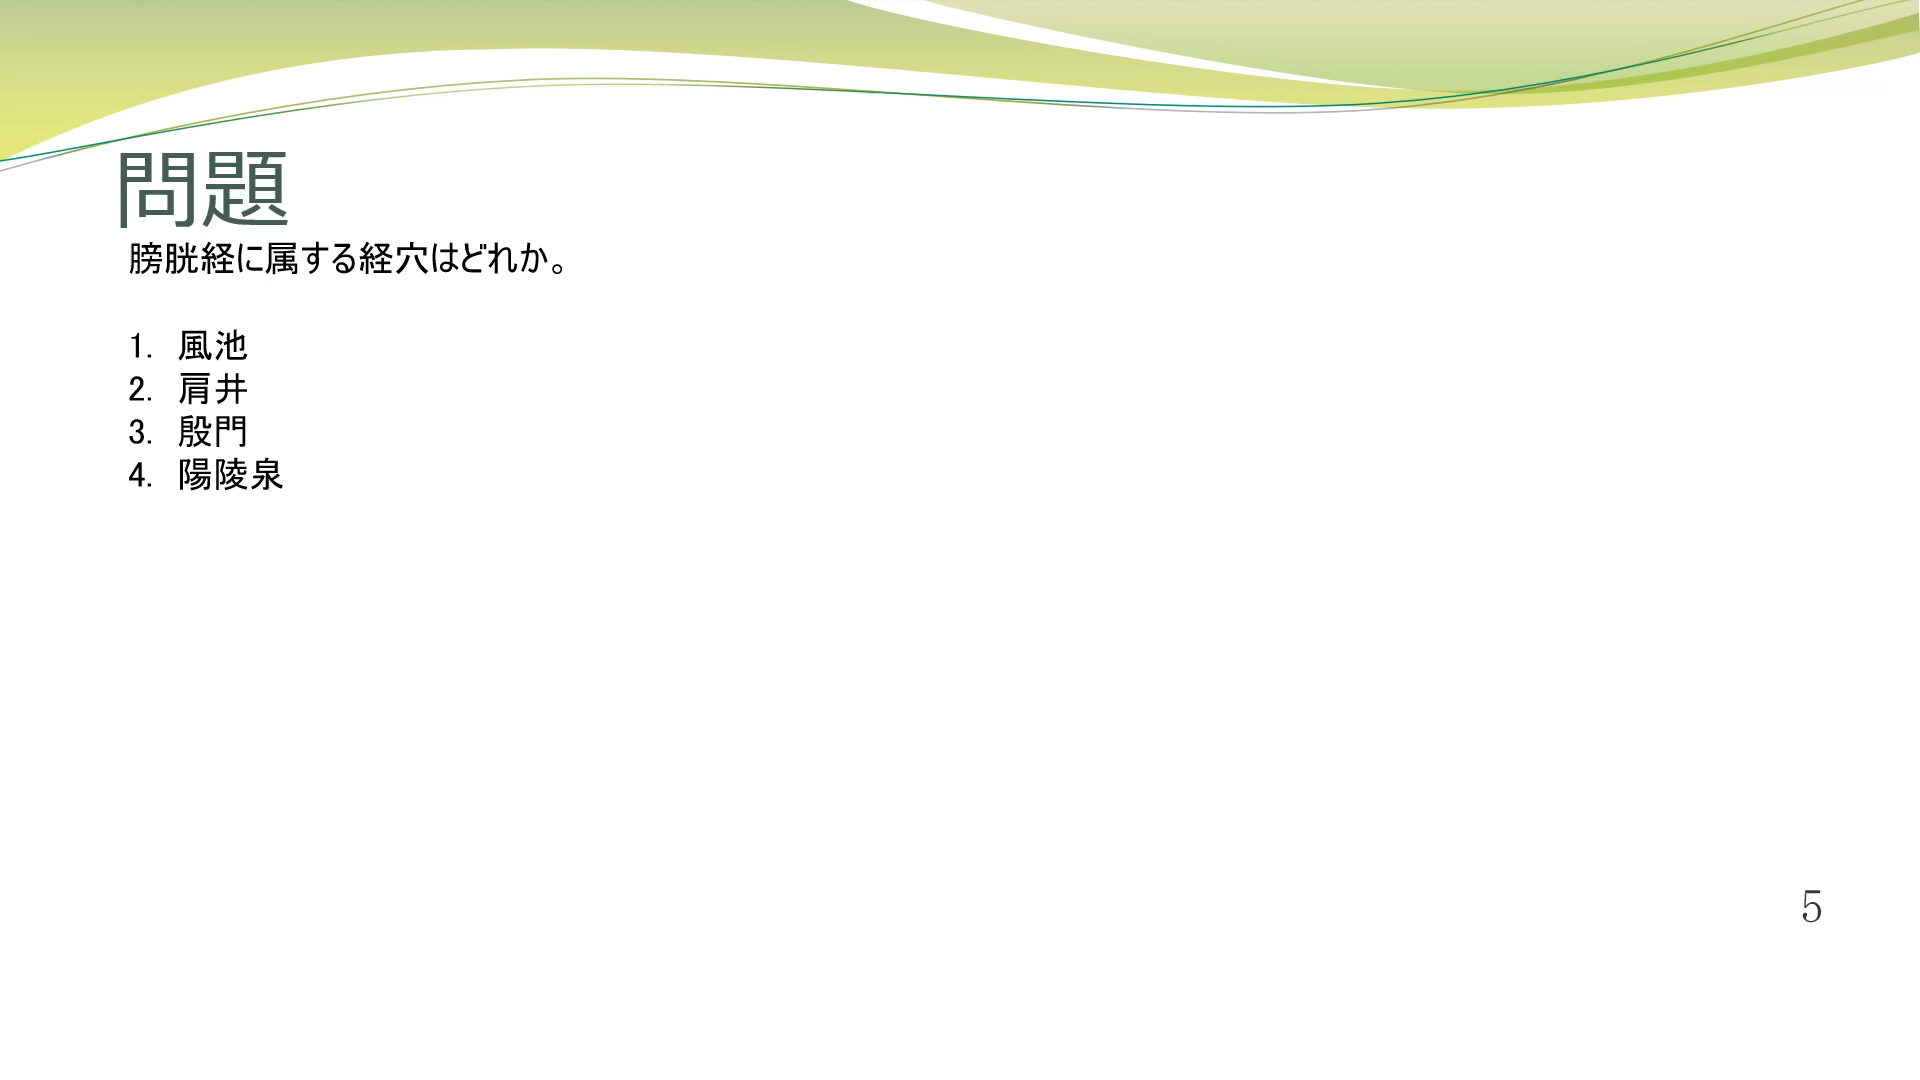 問題
膀胱経に属する経穴はどれか。
1. 風池
2. 肩井
3. 殷門
4. 陽陵泉
5